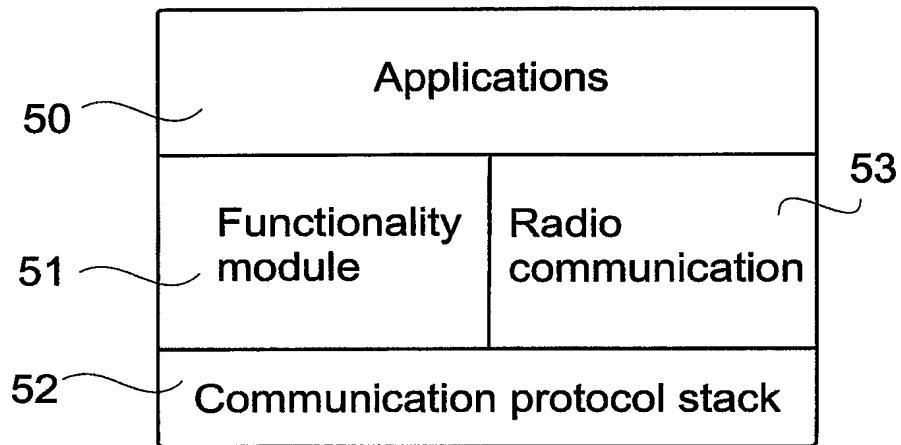 Applications
50
53
Functionality
module
Radio
communication
51
52
Communication protocol stack